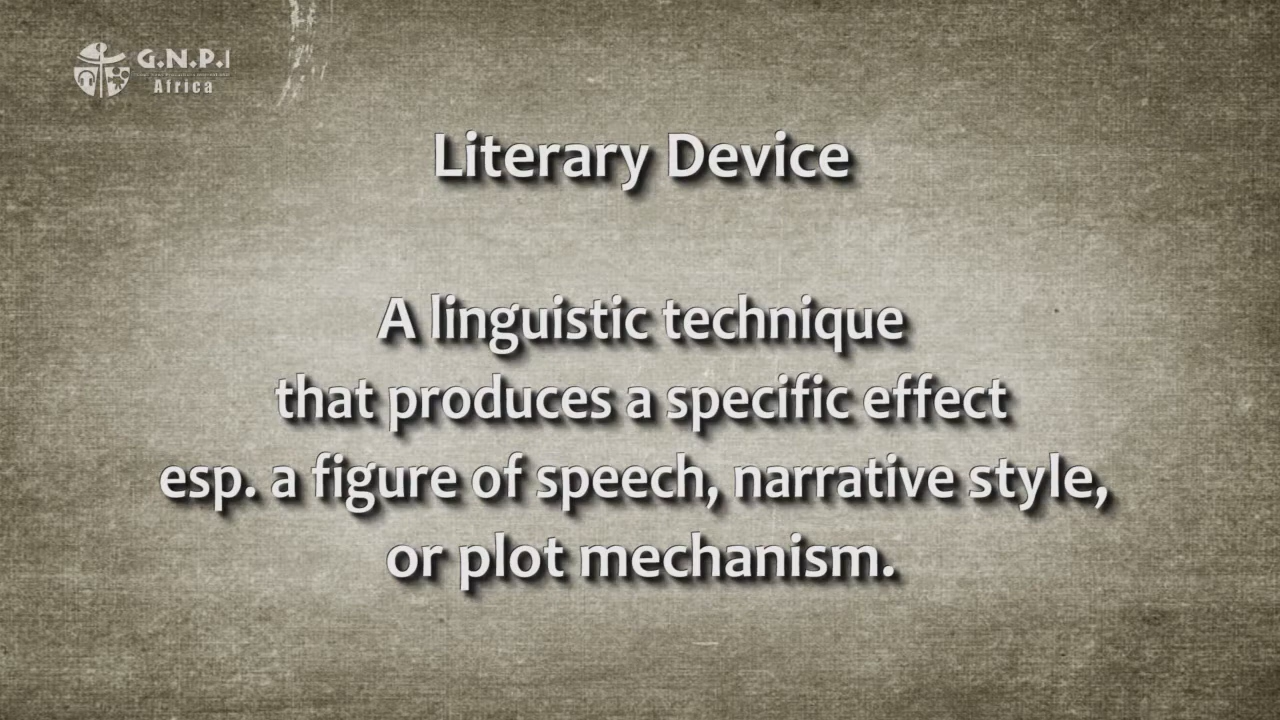 G.N.P.I
Africa
Literary Device
A linguistic technique
that produces a specific effect
esp. a figure of speech, narrative style,
or plot mechanism.